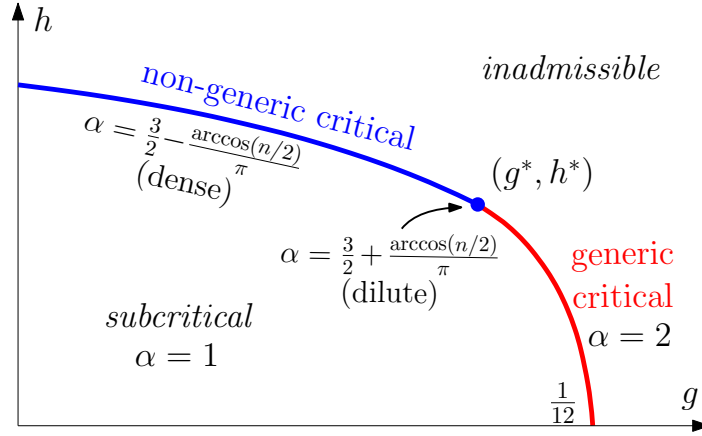 h
inadmissible
non-generic critical
α = 3/2 − arccos(n/2)/π
(dense)
(g*, h*)
α = 3/2 + arccos(n/2)/π
(dilute)
generic
critical
α = 2
subcritical
α = 1
1/12
g